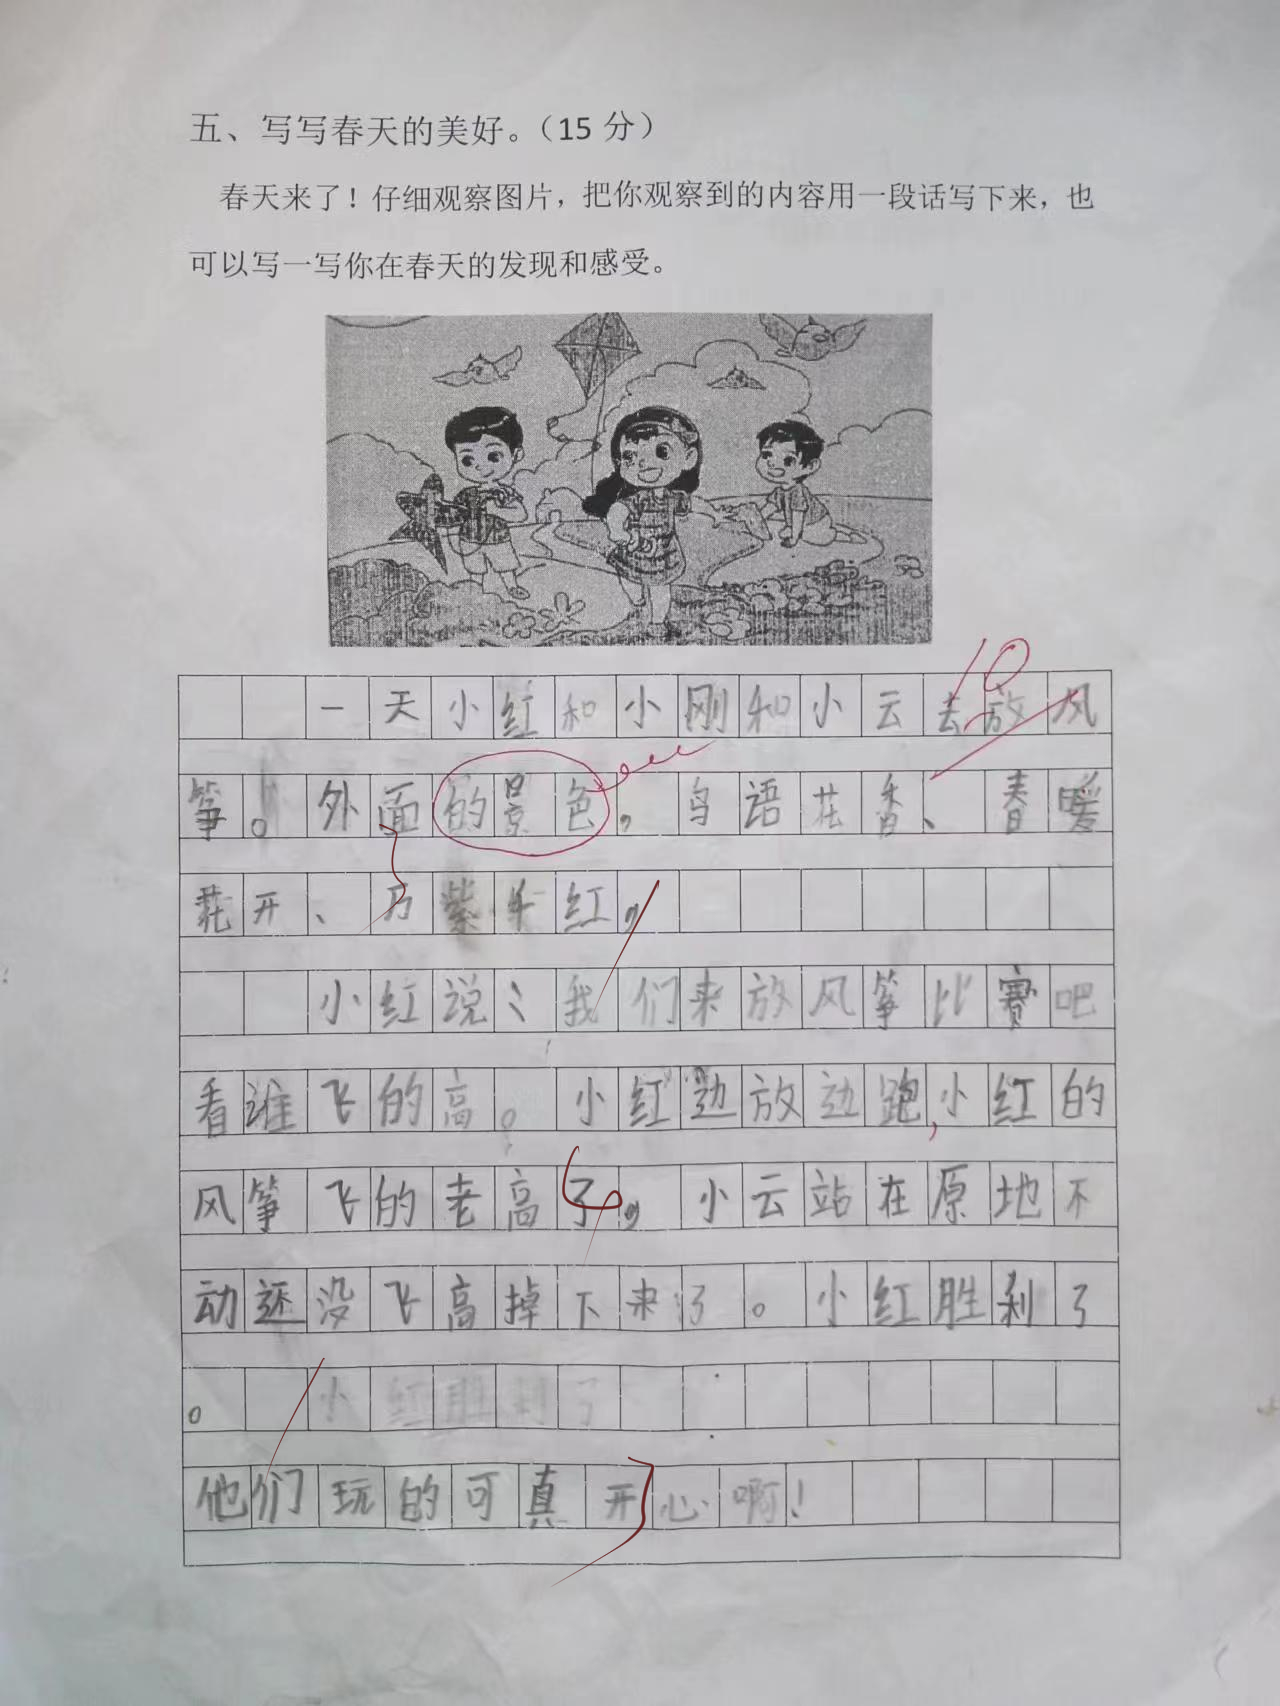 五、写写春天的美好。（15 分）
春天来了！仔细观察图片，把你观察到的内容用一段话写下来，也
可以写一写你在春天的发现和感受。
10
一天小红和小刚和小云去放风
筝。外面的景色，鸟语花香、春暖
花开、万紫千红。
小红说：我们来放风筝比赛吧
看谁飞的高。小红边放边跑，小红的
风筝飞的老高了。小云站在原地不
动还没飞高掉下来了。小红胜利了
。小红胜利了
他们玩的可真开心啊！